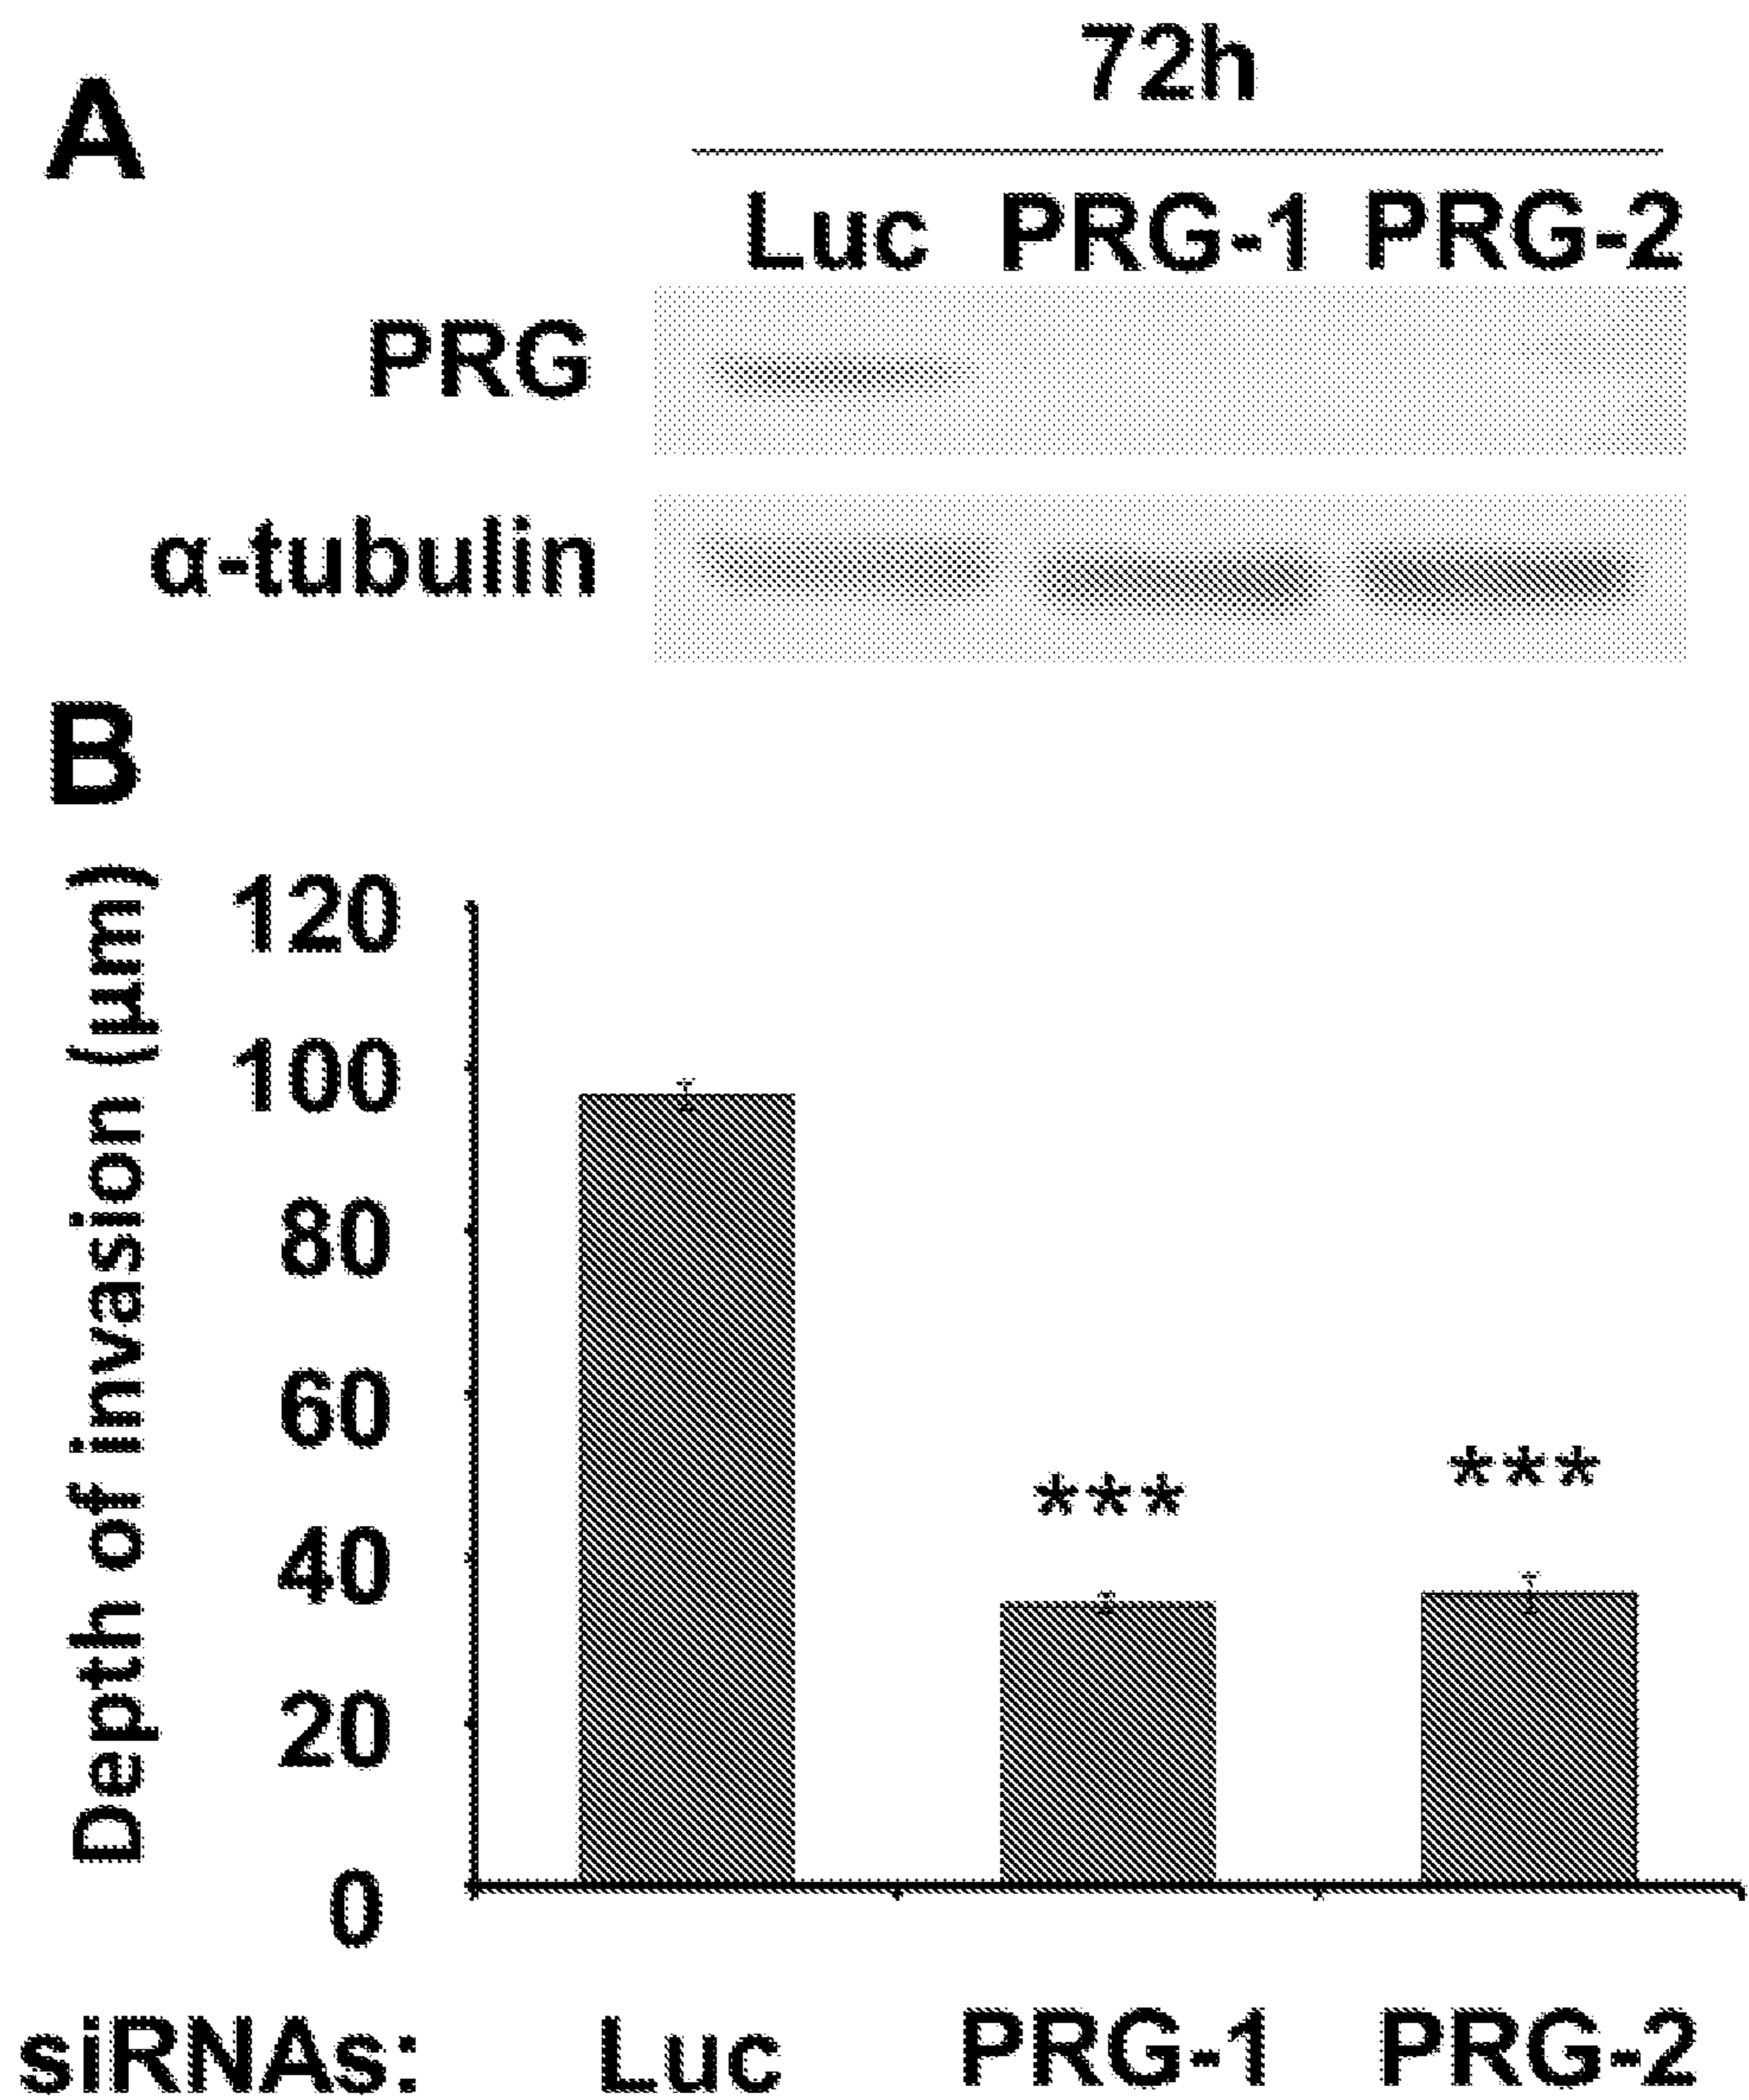 A
72h
Luc PRG-1 PRG-2
PRG
α-tubulin
B
Depth of invasion (µm)
120
100
80
60
40
20
0
***
***
siRNAs: Luc PRG-1 PRG-2